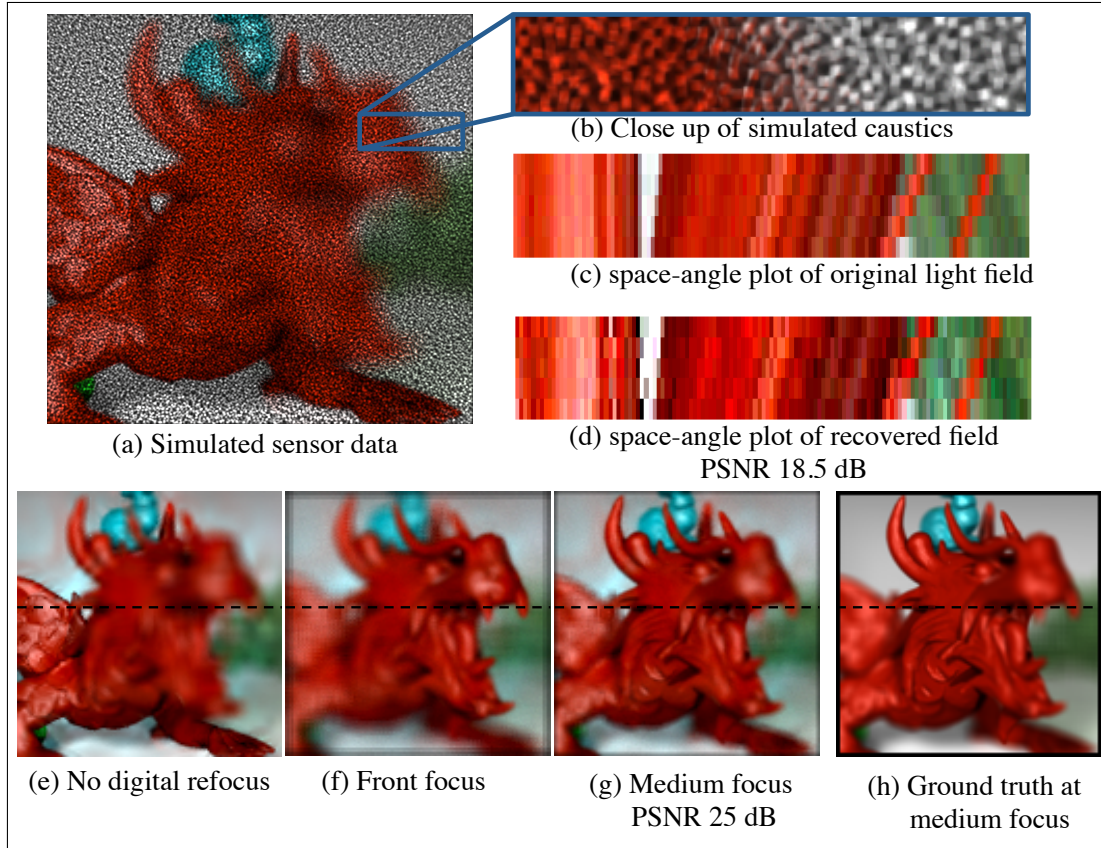 (b) Close up of simulated caustics
(c) space-angle plot of original light field
(a) Simulated sensor data
(d) space-angle plot of recovered field
PSNR 18.5 dB
(e) No digital refocus
(f) Front focus
(g) Medium focus
PSNR 25 dB
(h) Ground truth at
medium focus